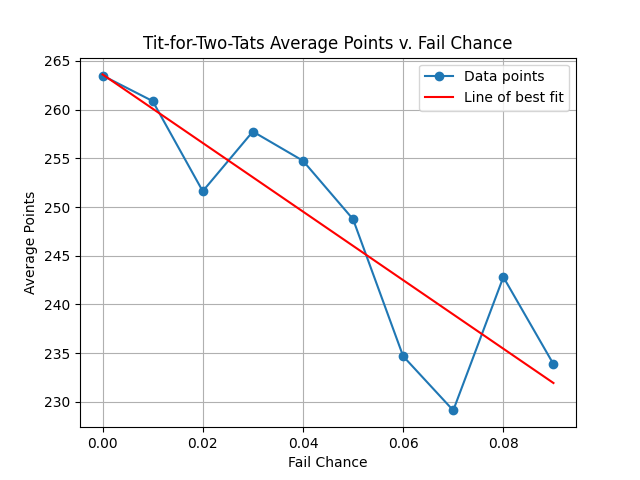 Tit-for-Two-Tats Average Points v. Fail Chance
Data points
Line of best fit
Average Points
265
260
255
250
245
240
235
230
0.00
0.02
0.04
0.06
0.08
Fail Chance